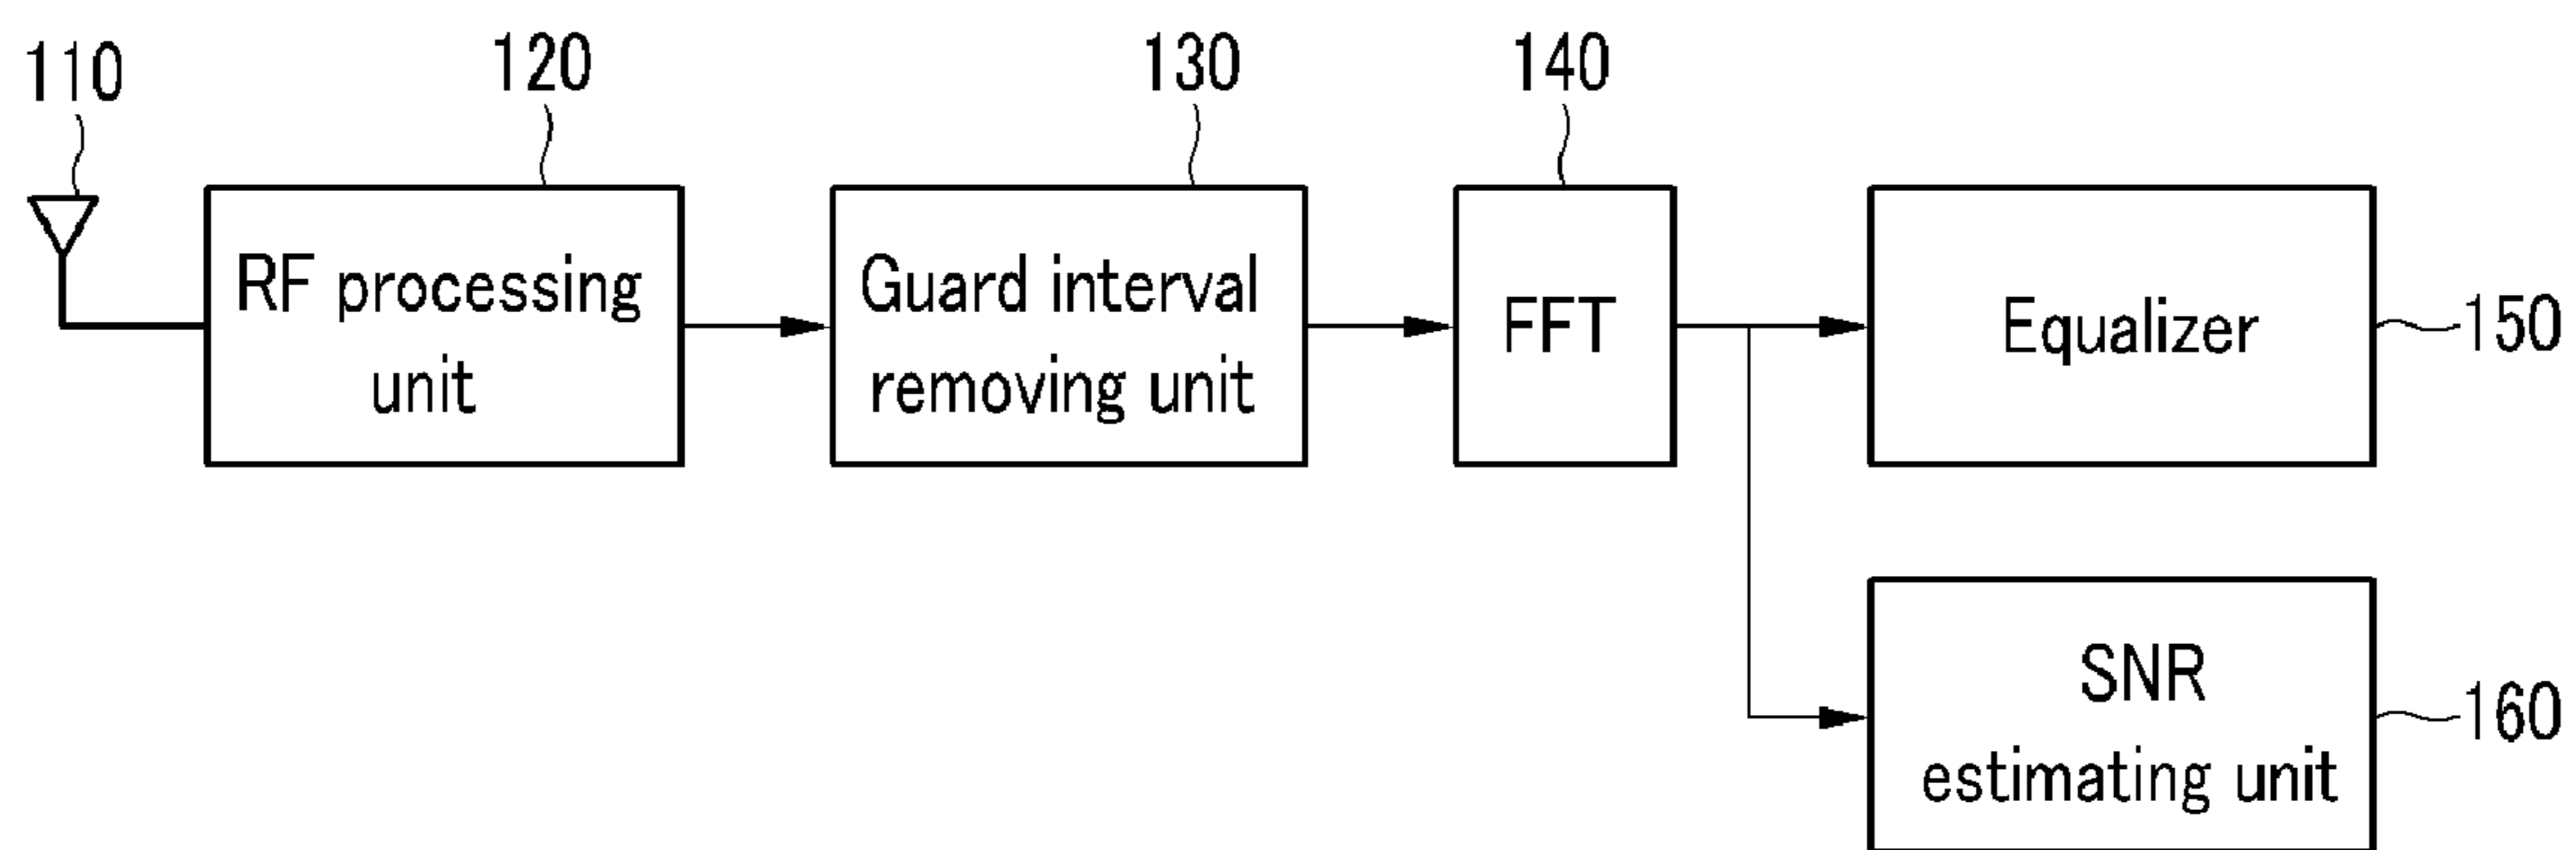 110
120
130
140
RF processing
unit
Guard interval
removing unit
FFT
Equalizer
150
SNR
estimating unit
160